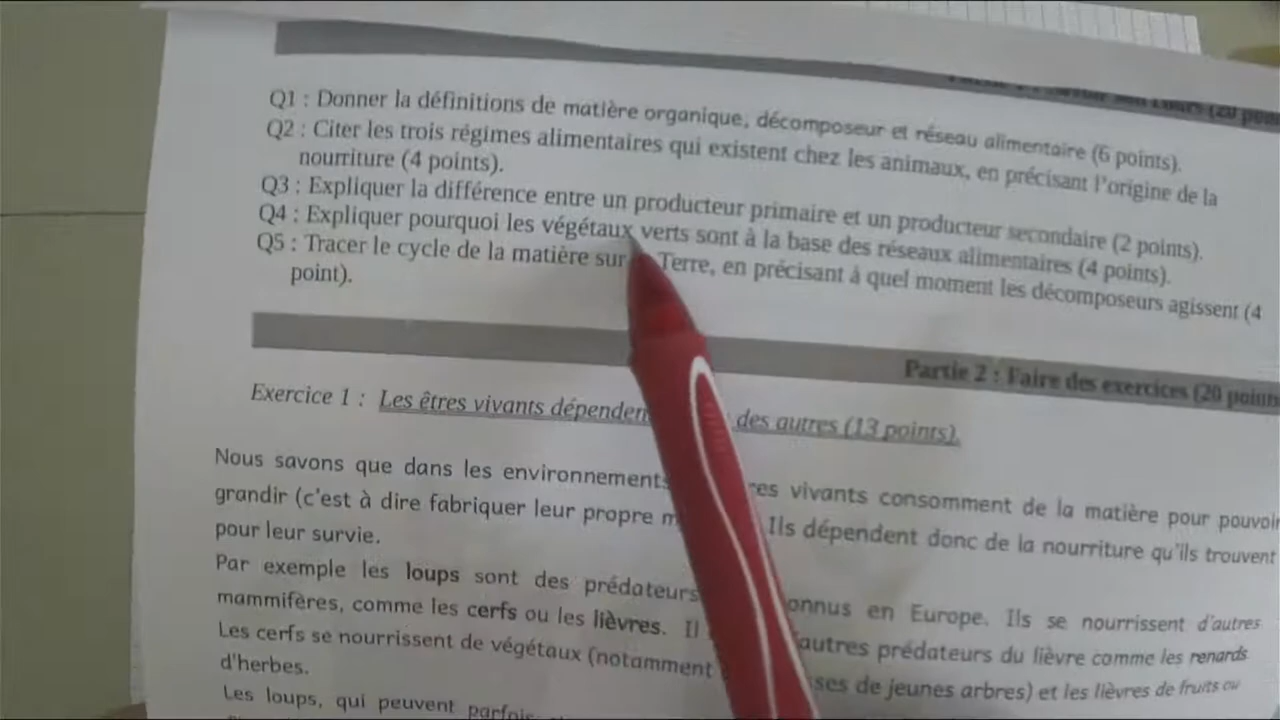 son cours (20
Q1 : Donner la définitions de matière organique, décomposeur et réseau alimentaire (6 points).
Q2 : Citer les trois régimes alimentaires qui existent chez les animaux, en précisant l'origine de la
nourriture (4 points).
Q3 : Expliquer la différence entre un producteur primaire et un producteur secondaire (2 points).
Q4 : Expliquer pourquoi les végétaux verts sont à la base des réseaux alimentaires (4 points).
Q5 : Tracer le cycle de la matière sur Terre, en précisant à quel moment les décomposeurs agissent (4
point).
Partie 2 : Faire des exercices (20 points
Exercice 1 : Les êtres vivants dépenden des autres (13 points).
Nous savons que dans les environnements res vivants consomment de la matière pour pouvoir
grandir (c'est à dire fabriquer leur propre m Ils dépendent donc de la nourriture qu'ils trouvent
pour leur survie.
Par exemple les loups sont des prédateurs onnus en Europe. Ils se nourrissent d'autres
mammifères, comme les cerfs ou les lièvres. Il autres prédateurs du lièvre comme les renards
Les cerfs se nourrissent de végétaux (notamment ses de jeunes arbres) et les lièvres de fruits ou
d'herbes.
Les loups, qui peuvent parfois